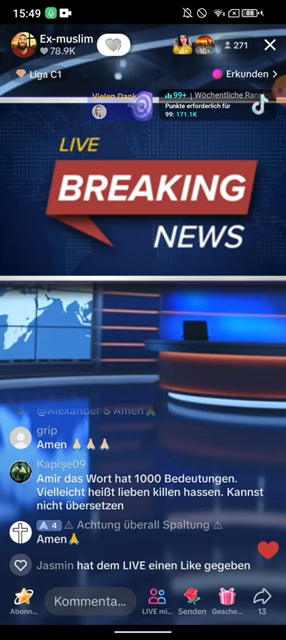 15:49
Ex-muslim
78.9K
271
10+
Liga C1
Erkunden >
Vielen Dank
99+ | Wöchentliche Ran
Punkte erforderlich für
99: 171.1K
LIVE
BREAKING
NEWS
@Alexander S Amen🙏
grip
Amen 🙏🏻 🙏🏻 🙏🏻
Kapişe09
Amir das Wort hat 1000 Bedeutungen.
Vielleicht heißt lieben killen hassen. Kannst
nicht übersetzen
4 ⚠ Achtung überall Spaltung ⚠
Amen🙏
Jasmin hat dem LIVE einen Like gegeben
Abonn...
Kommenta...
LIVE mi...
Senden
Gesche...
13